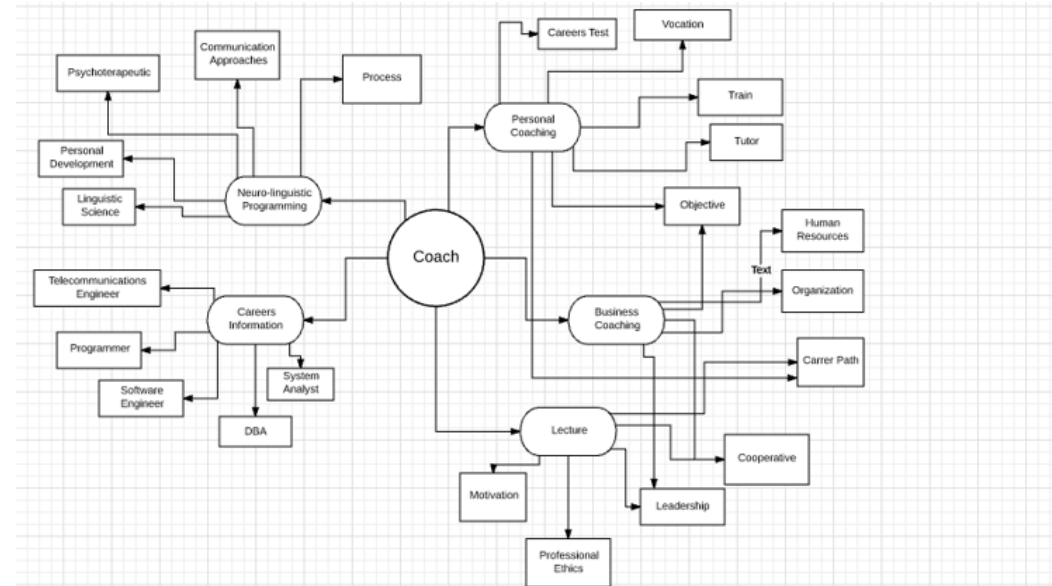 Communication
Approaches
Psychoterapeutic
Process
Careers Test
Vocation
Train
Personal
Coaching
Tutor
Personal
Development
Neuro-linguistic
Programming
Linguistic
Science
Objective
Human
Resources
Coach
Text
Telecommunications
Engineer
Organization
Careers
Information
Business
Coaching
Programmer
Carrer Path
System
Analyst
Software
Engineer
DBA
Lecture
Cooperative
Motivation
Leadership
Professional
Ethics